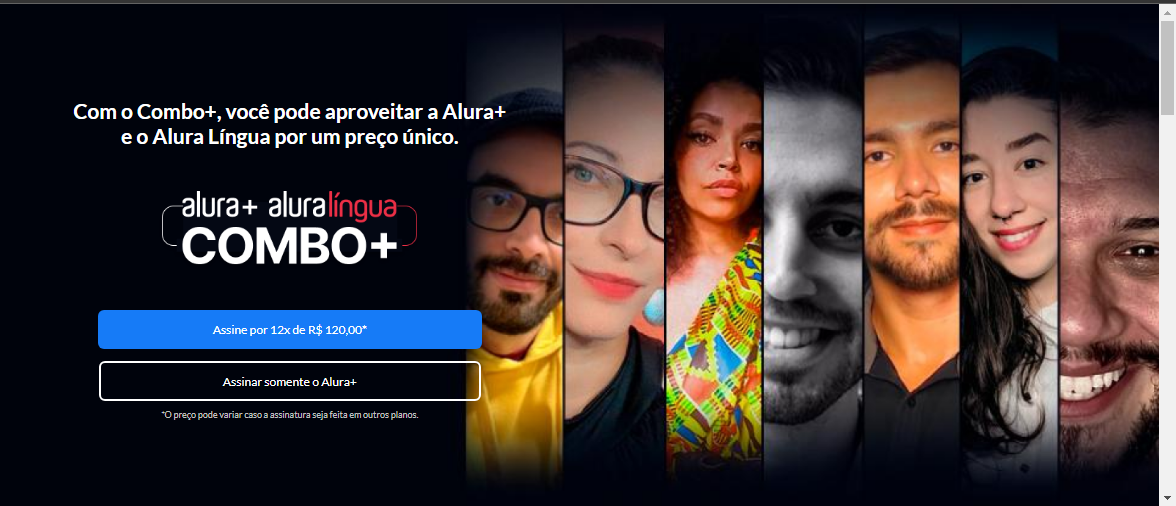 Com o Combo+, você pode aproveitar a Alura+
e o Alura Língua por um preço único.
alura+ aluralíngua
COMBO+
Assine por 12x de R$ 120,00*
Assinar somente o Alura+
*O preço pode variar caso a assinatura seja feita em outros planos.